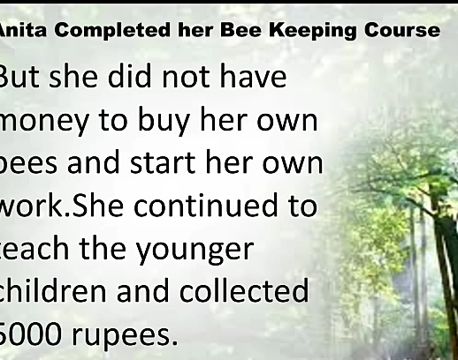 Anita Completed her Bee Keeping Course
But she did not have
money to buy her own
bees and start her own
work.She continued to
teach the younger
children and collected
5000 rupees.